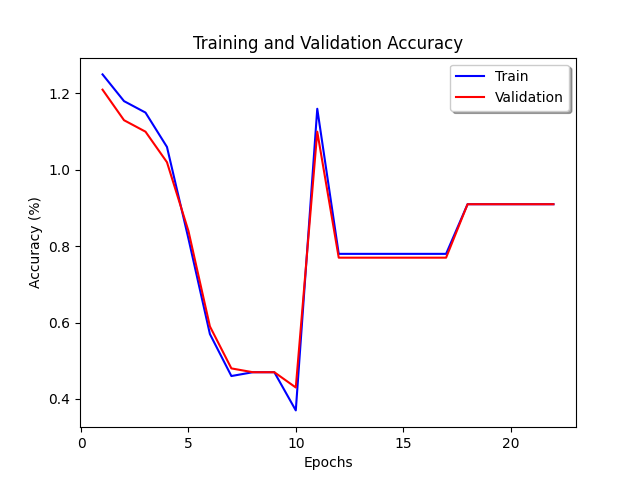 Training and Validation Accuracy
Train
Validation
Accuracy (%)
1.2
1.0
0.8
0.6
0.4
0 5 10 15 20
Epochs